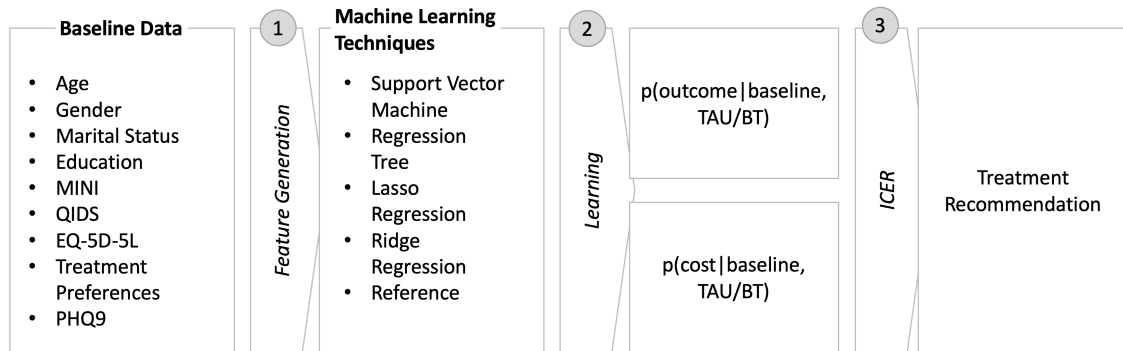 Baseline Data
• Age
• Gender
• Marital Status
• Education
• MINI
• QIDS
• EQ-5D-5L
• Treatment
Preferences
• PHQ9
1
Feature Generation
Machine Learning
Techniques
• Support Vector
Machine
• Regression
Tree
• Lasso
Regression
• Ridge
Regression
• Reference
2
Learning
p(outcome|baseline,
TAU/BT)
p(cost|baseline,
TAU/BT)
3
ICER
Treatment
Recommendation